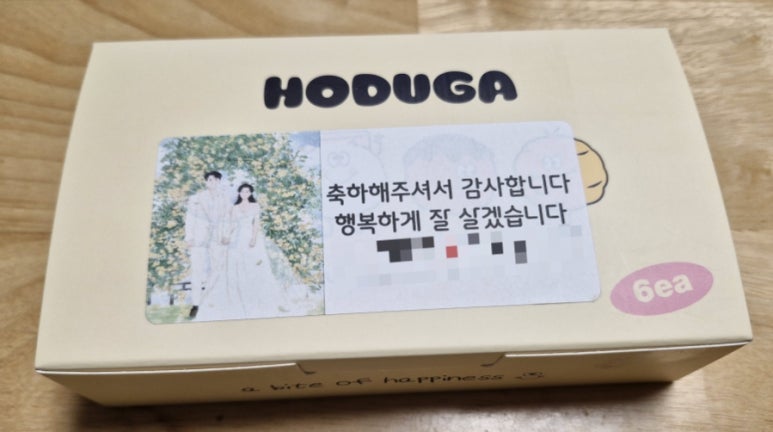 HODUGA
축하해주셔서 감사합니다
행복하게 잘 살겠습니다
6ea
a bite of happiness